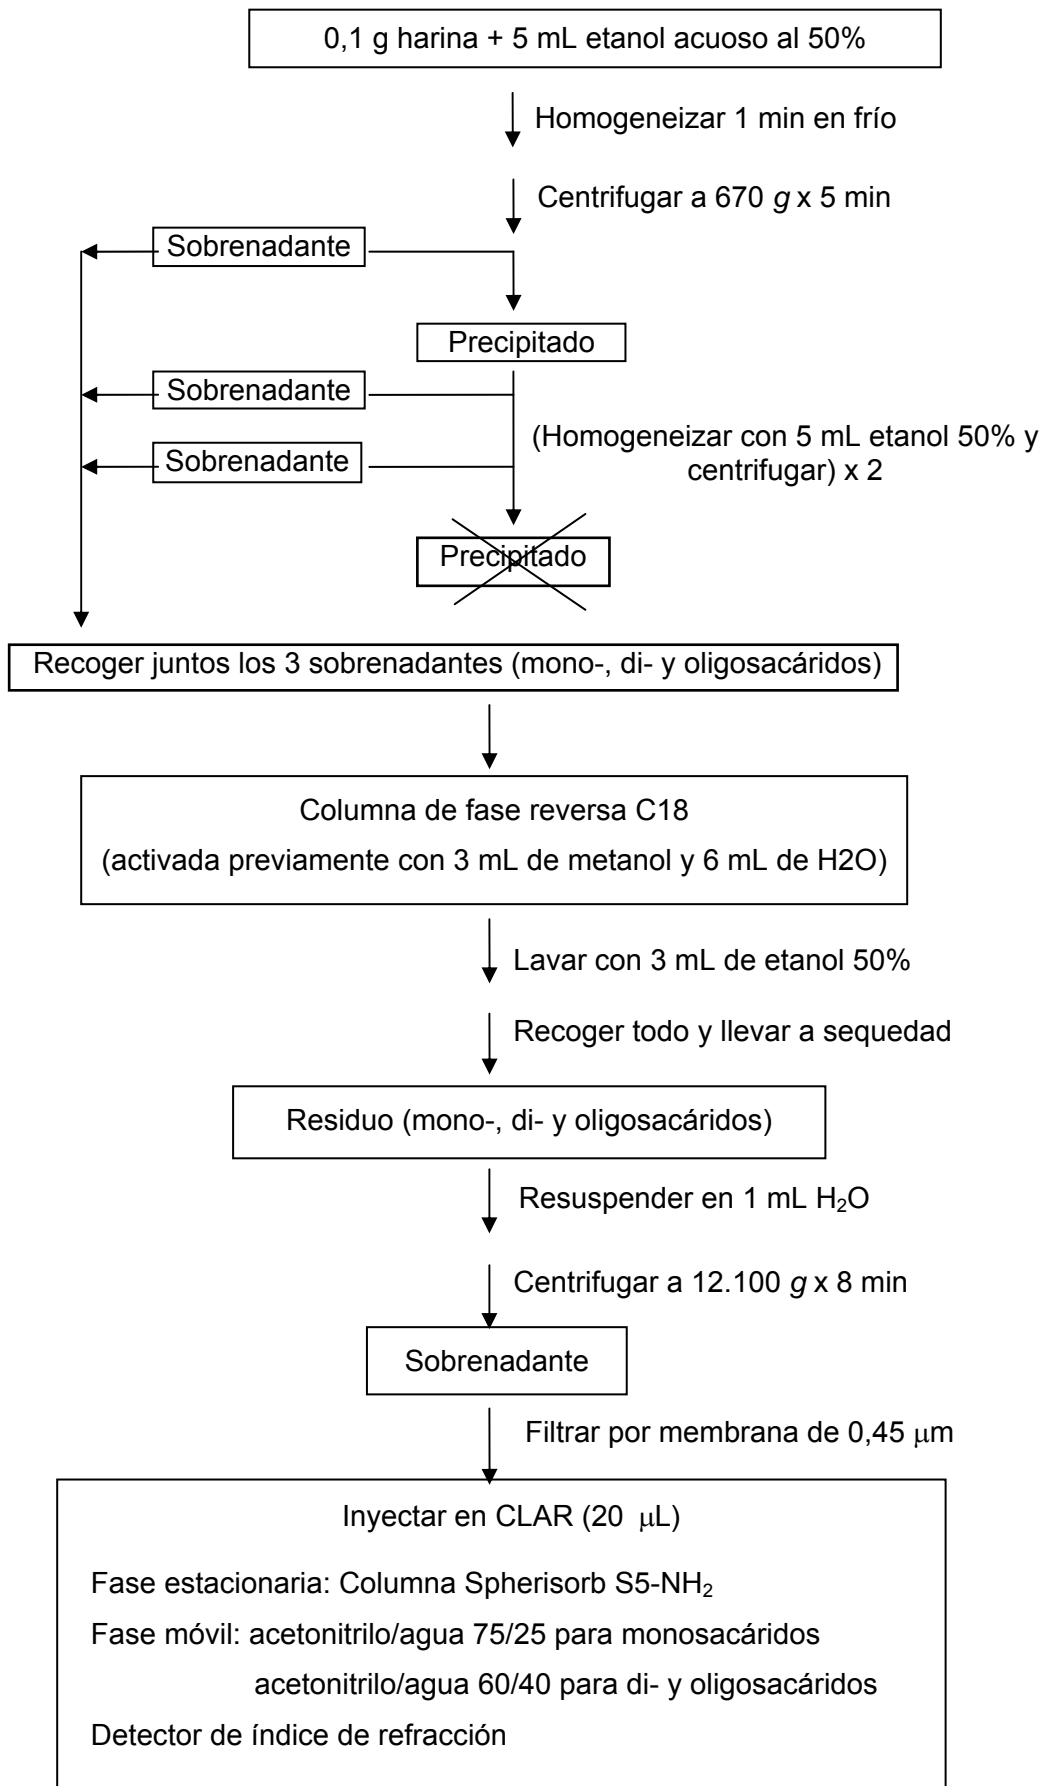 0,1 g harina + 5 mL etanol acuoso al 50%
Homogeneizar 1 min en frío
Centrifugar a 670 g x 5 min
Sobrenadante
Precipitado
Sobrenadante
(Homogeneizar con 5 mL etanol 50% y
centrifugar) x 2
Sobrenadante
Precipitado
Recoger juntos los 3 sobrenadantes (mono-, di- y oligosacáridos)
Columna de fase reversa C18
(activada previamente con 3 mL de metanol y 6 mL de H2O)
Lavar con 3 mL de etanol 50%
Recoger todo y llevar a sequedad
Residuo (mono-, di- y oligosacáridos)
Resuspender en 1 mL H₂O
Centrifugar a 12.100 g x 8 min
Sobrenadante
Filtrar por membrana de 0,45 μm
Inyectar en CLAR (20 μL)
Fase estacionaria: Columna Spherisorb S5-NH₂
Fase móvil: acetonitrilo/agua 75/25 para monosacáridos
acetonitrilo/agua 60/40 para di- y oligosacáridos
Detector de índice de refracción